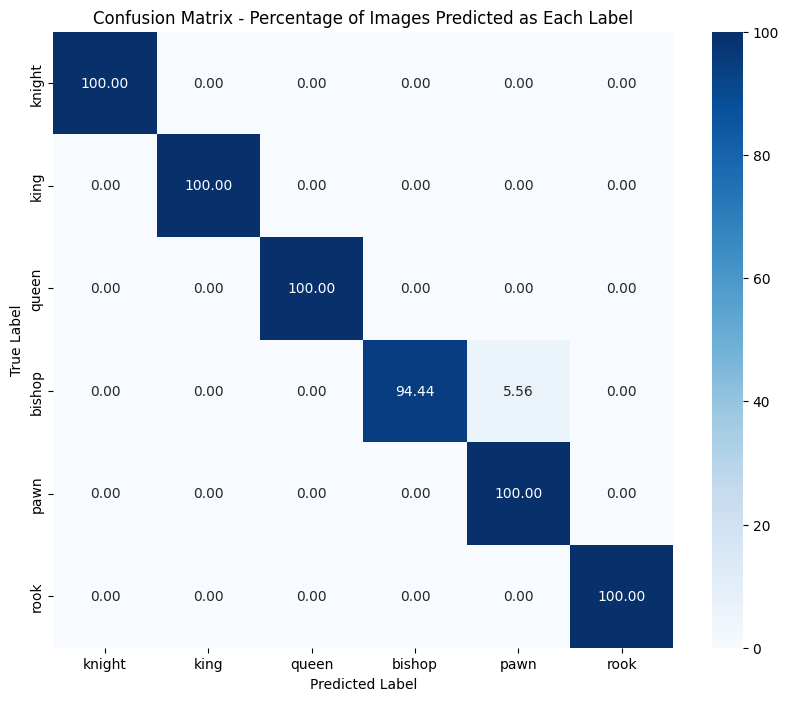 Confusion Matrix - Percentage of Images Predicted as Each Label
True Label
knight 100.00 0.00 0.00 0.00 0.00 0.00
king 0.00 100.00 0.00 0.00 0.00 0.00
queen 0.00 0.00 100.00 0.00 0.00 0.00
bishop 0.00 0.00 0.00 94.44 5.56 0.00
pawn 0.00 0.00 0.00 0.00 100.00 0.00
rook 0.00 0.00 0.00 0.00 0.00 100.00
knight king queen bishop pawn rook
Predicted Label
100
80
60
40
20
0